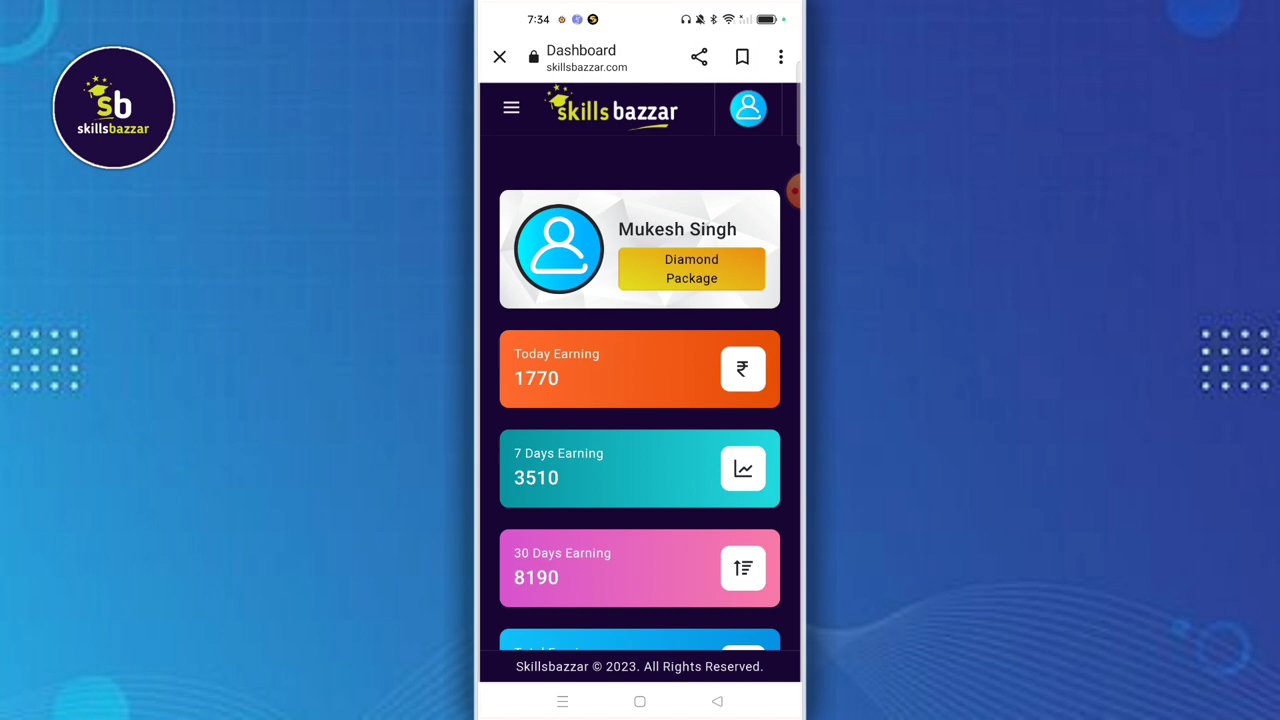 7:34
Dashboard
skillsbazzar.com
sb
skillsbazzar
skills bazzar
Mukesh Singh
Diamond
Package
Today Earning
1770
₹
7 Days Earning
3510
30 Days Earning
8190
Skillsbazzar © 2023. All Rights Reserved.